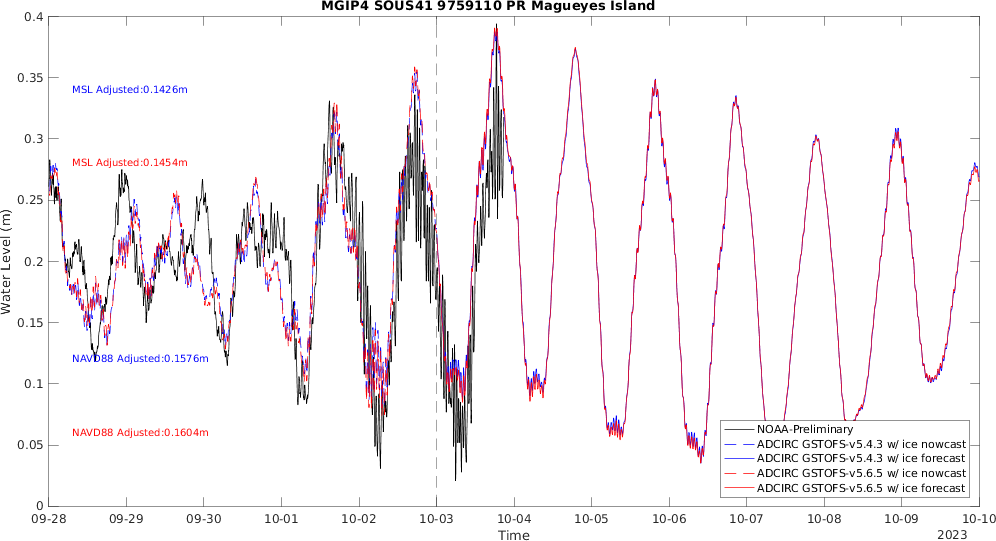 MGIP4 SOUS41 9759110 PR Magueyes Island
0.4
0.35
0.3
0.25
0.2
0.15
0.1
0.05
0
Water Level (m)
MSL Adjusted:0.1426m
MSL Adjusted:0.1454m
NAVD88 Adjusted:0.1576m
NAVD88 Adjusted:0.1604m
NOAA-Preliminary
ADCIRC GSTOFS-v5.4.3 w/ ice nowcast
ADCIRC GSTOFS-v5.4.3 w/ ice forecast
ADCIRC GSTOFS-v5.6.5 w/ ice nowcast
ADCIRC GSTOFS-v5.6.5 w/ ice forecast
09-28 09-29 09-30 10-01 10-02 10-03 10-04 10-05 10-06 10-07 10-08 10-09 10-10
Time
2023